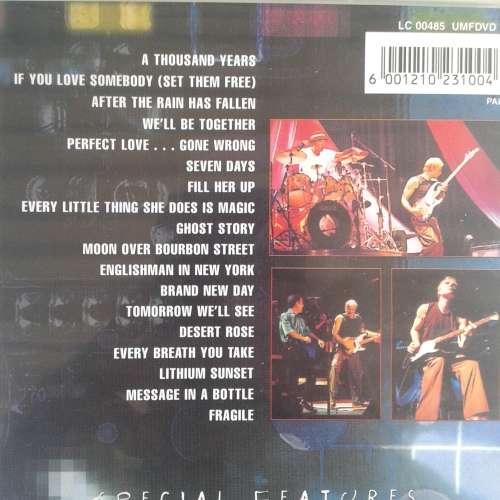 LC 00485 UMFDVD
6 001210 231004
A THOUSAND YEARS
IF YOU LOVE SOMEBODY (SET THEM FREE)
AFTER THE RAIN HAS FALLEN
WE'LL BE TOGETHER
PERFECT LOVE . . . GONE WRONG
SEVEN DAYS
FILL HER UP
EVERY LITTLE THING SHE DOES IS MAGIC
GHOST STORY
MOON OVER BOURBON STREET
ENGLISHMAN IN NEW YORK
BRAND NEW DAY
TOMORROW WE'LL SEE
DESERT ROSE
EVERY BREATH YOU TAKE
LITHIUM SUNSET
MESSAGE IN A BOTTLE
FRAGILE
SPECIAL FEATURES